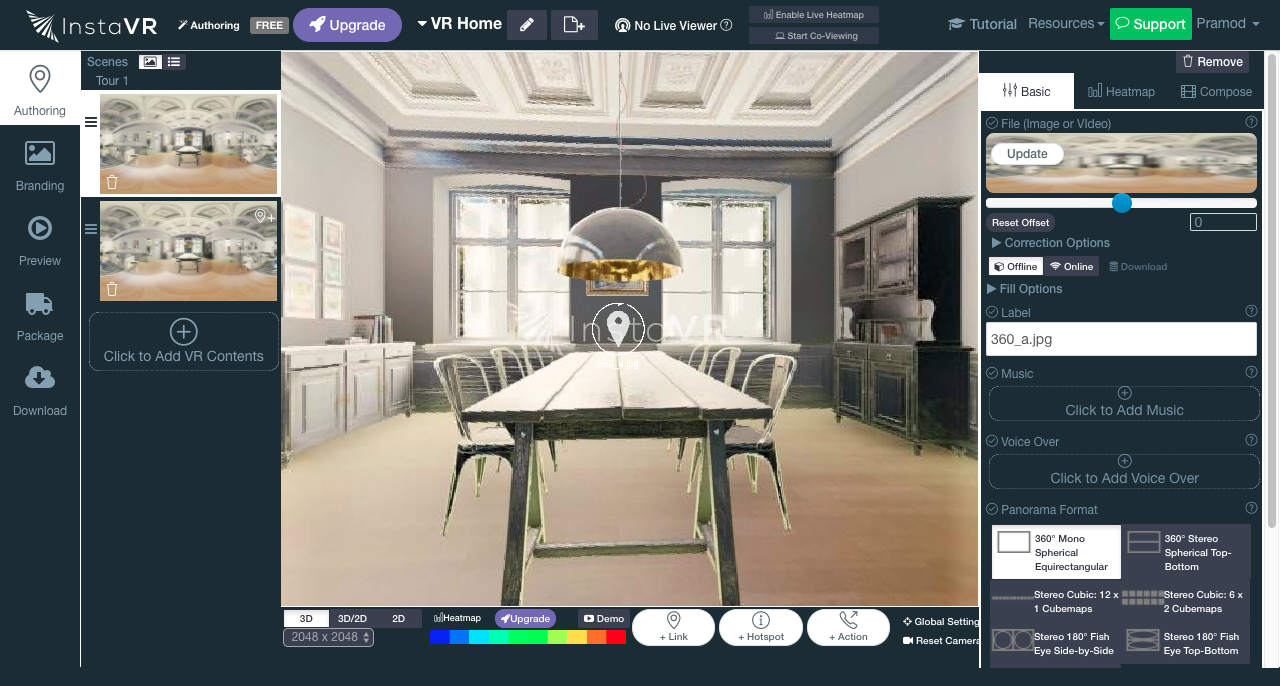 InstaVR
Authoring
FREE
Upgrade
VR Home
No Live Viewer
Enable Live Heatmap
Start Co-Viewing
Tutorial
Resources
Support
Pramod
Authoring
Branding
Preview
Package
Download
Scenes
Tour 1
Click to Add VR Contents
InstaVR
3D
3D/2D
2D
2048 x 2048
Heatmap
Upgrade
Demo
+ Link
+ Hotspot
+ Action
Global Setting
Reset Camera
Remove
Basic
Heatmap
Compose
File (Image or VIdeo)
Update
Reset Offset
0
Correction Options
Offline
Online
Download
Fill Options
Label
360_a.jpg
Music
Click to Add Music
Voice Over
Click to Add Voice Over
Panorama Format
360° Mono
Spherical
Equirectangular
360° Stereo
Spherical Top-
Bottom
Stereo Cubic: 12 x
1 Cubemaps
Stereo Cubic: 6 x
2 Cubemaps
Stereo 180° Fish
Eye Side-by-Side
Stereo 180° Fish
Eye Top-Bottom